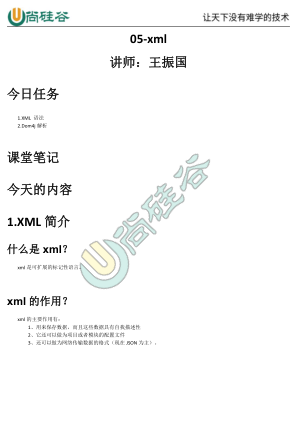 尚硅谷
让天下没有难学的技术
05-xml
讲师：王振国
今日任务
1.XML 语法
2.Dom4j 解析
课堂笔记
今天的内容
1.XML 简介
什么是 xml？
xml 是可扩展的标记性语言。
xml 的作用？
xml 的主要作用有：
1、用来保存数据，而且这些数据具有自我描述性
2、它还可以做为项目或者模块的配置文件
3、还可以做为网络传输数据的格式（现在 JSON 为主）。
尚硅谷